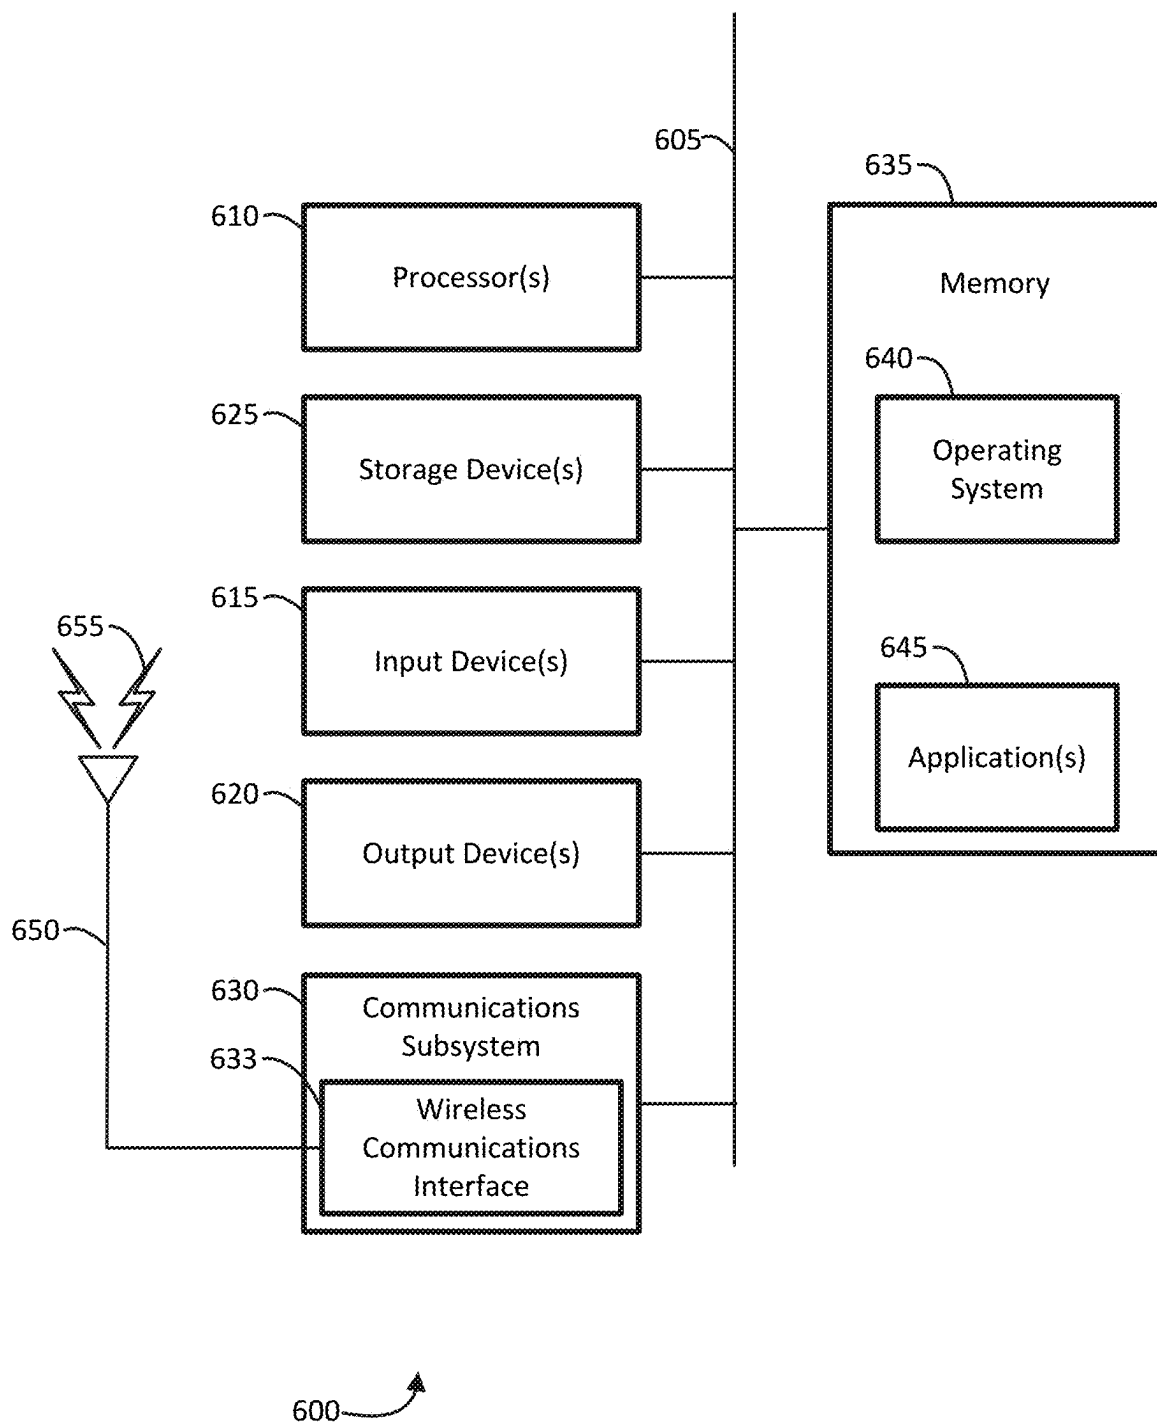 605
635
610
Processor(s)
Memory
640
625
Storage Device(s)
Operating
System
615
655
Input Device(s)
645
Application(s)
620
Output Device(s)
650
630
Communications
Subsystem
633
Wireless
Communications
Interface
600